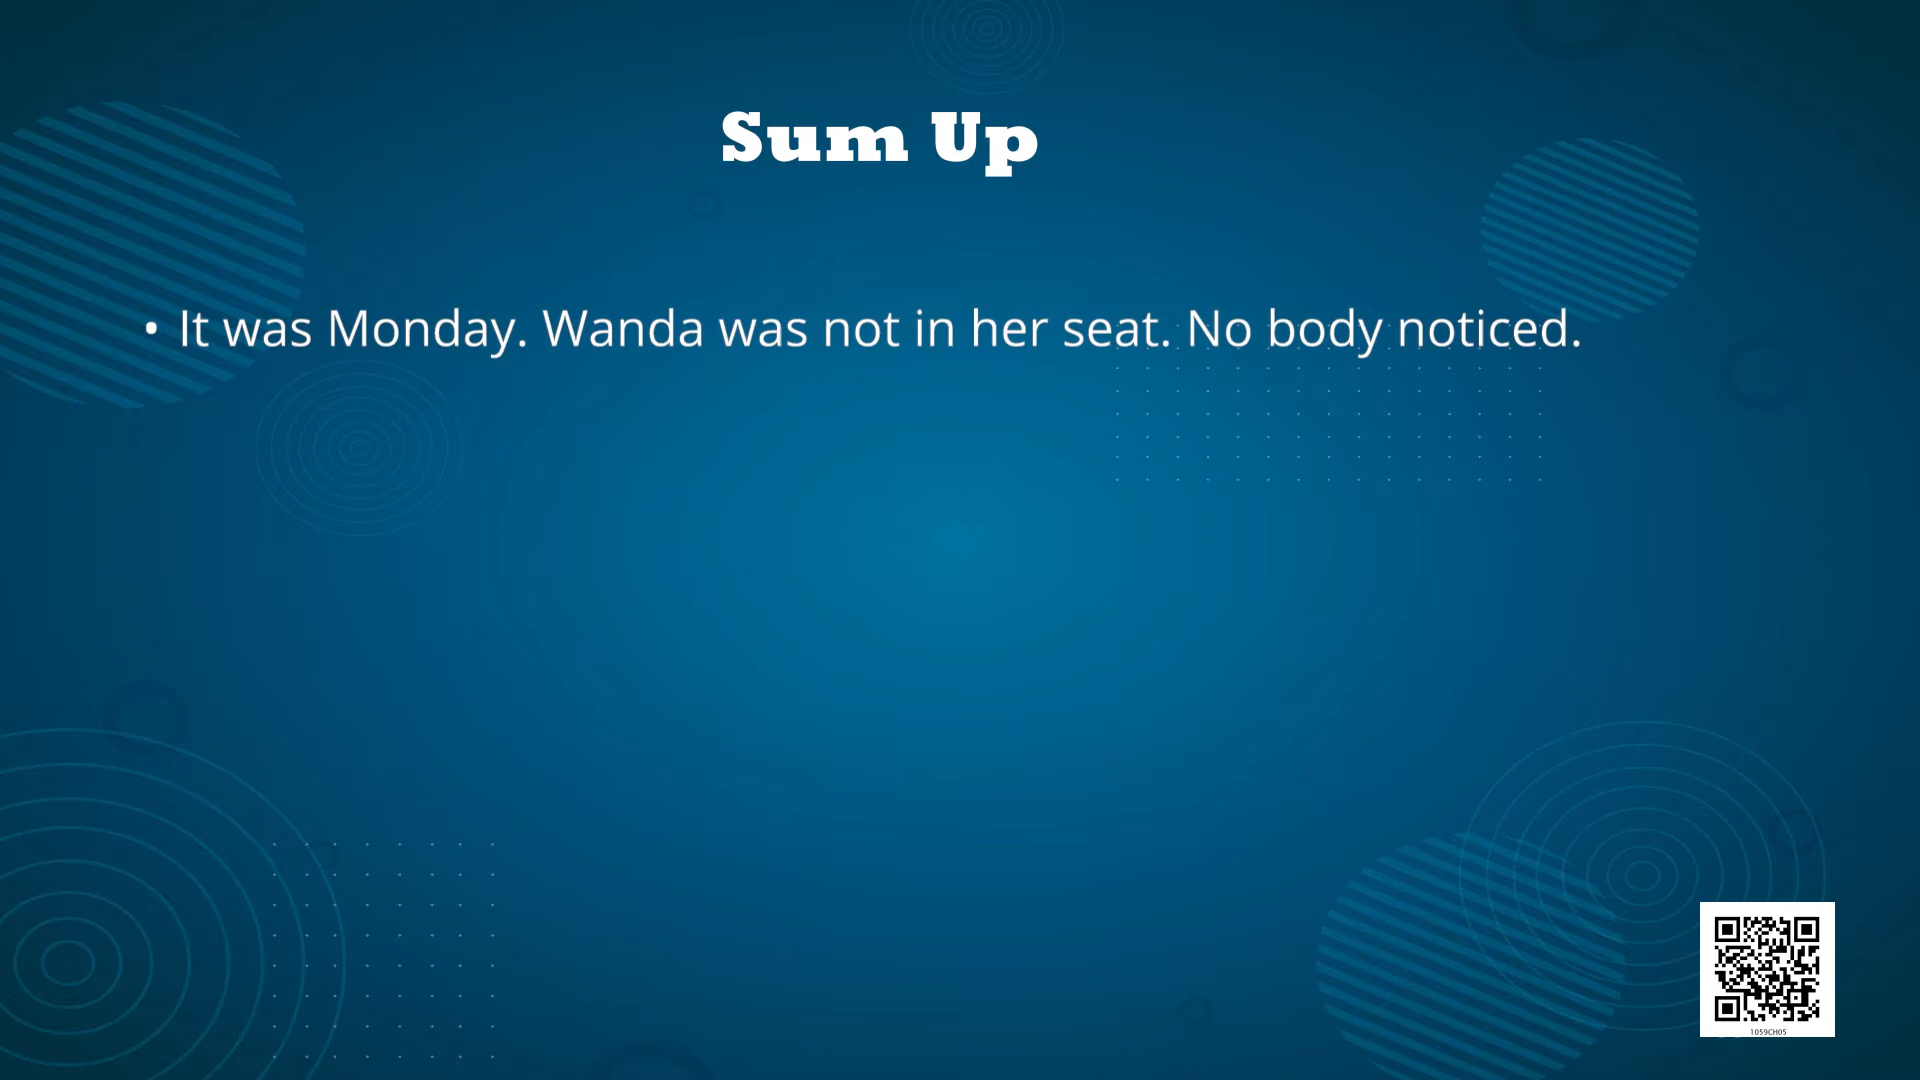 Sum Up
• It was Monday. Wanda was not in her seat. No body noticed.
1059CH05